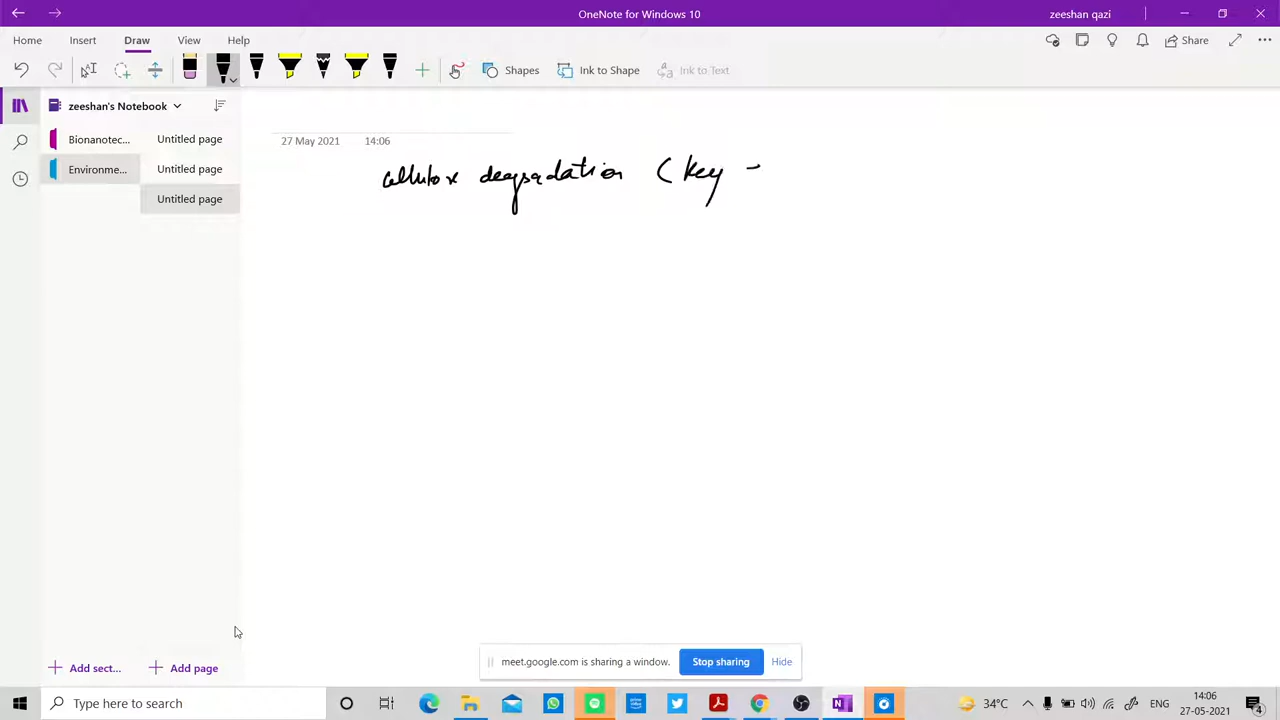 OneNote for Windows 10
zeeshan qazi
Home Insert Draw View Help
Share
Shapes Ink to Shape Ink to Text
zeeshan's Notebook
Bionanotec... Untitled page
Environme... Untitled page
Untitled page
27 May 2021 14:06
cellulose degradation ( Key -
Add sect... Add page
meet.google.com is sharing a window. Stop sharing Hide
Type here to search
34°C ENG 14:06 27-05-2021 4